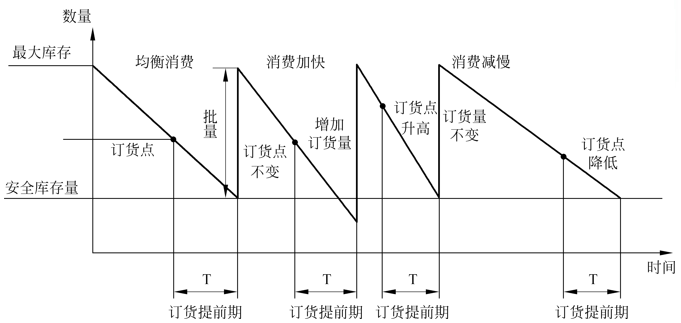 数量
最大库存
均衡消费
消费加快
消费减慢
批量
订货点
订货点
不变
增加
订货量
订货点
升高
订货量
不变
订货点
降低
安全库存量
时间
T
T
T
T
订货提前期
订货提前期
订货提前期
订货提前期